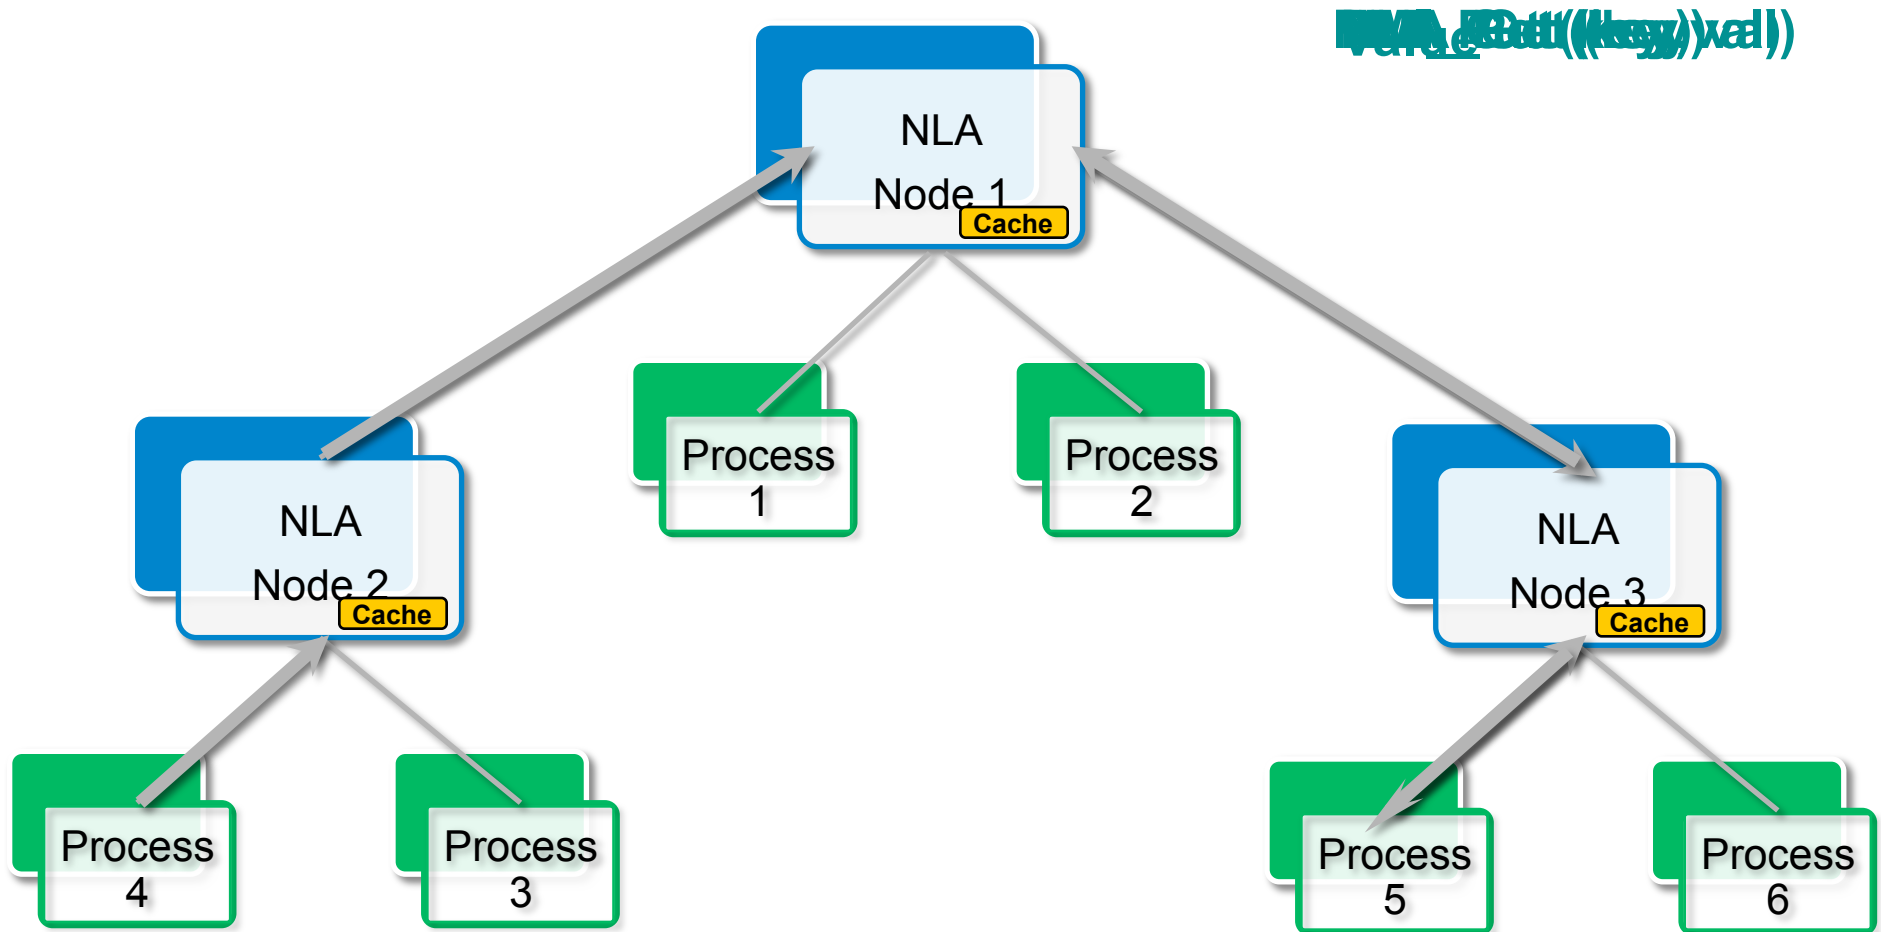 NLA
Node 1
Cache
Process
1
Process
2
NLA
Node 2
Cache
NLA
Node 3
Cache
Process
4
Process
3
Process
5
Process
6